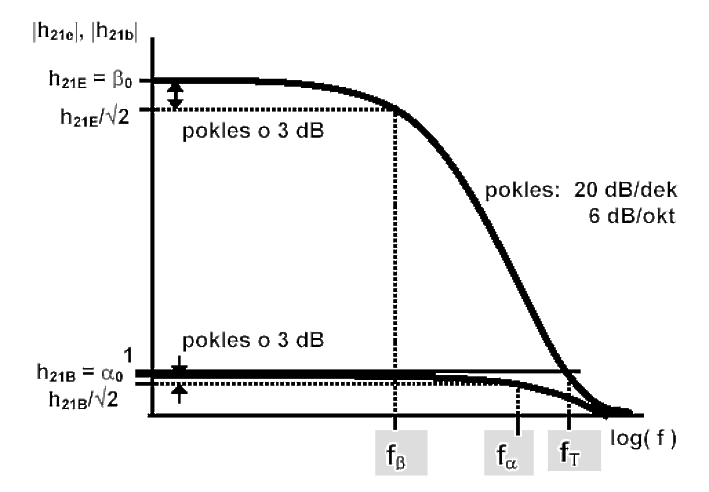 |h21e|, |h21b|
h21E = β0
h21E/√2
pokles o 3 dB
pokles: 20 dB/dek
6 dB/okt
pokles o 3 dB
1
h21B = α0
h21B/√2
log( f )
fβ
fα
fT